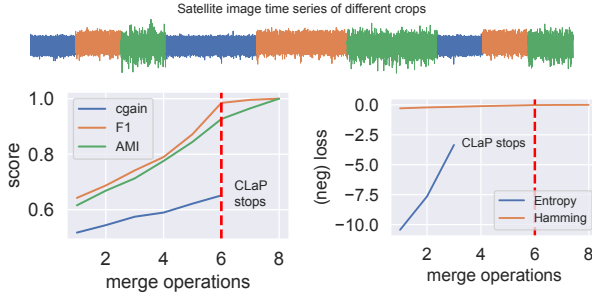 Satellite image time series of different crops
1.0
0.8
0.6
score
cgain
F1
AMI
CLaP
stops
2 4 6 8
merge operations
0.0
−2.5
−5.0
−7.5
−10.0
(neg) loss
CLaP stops
Entropy
Hamming
2 4 6 8
merge operations